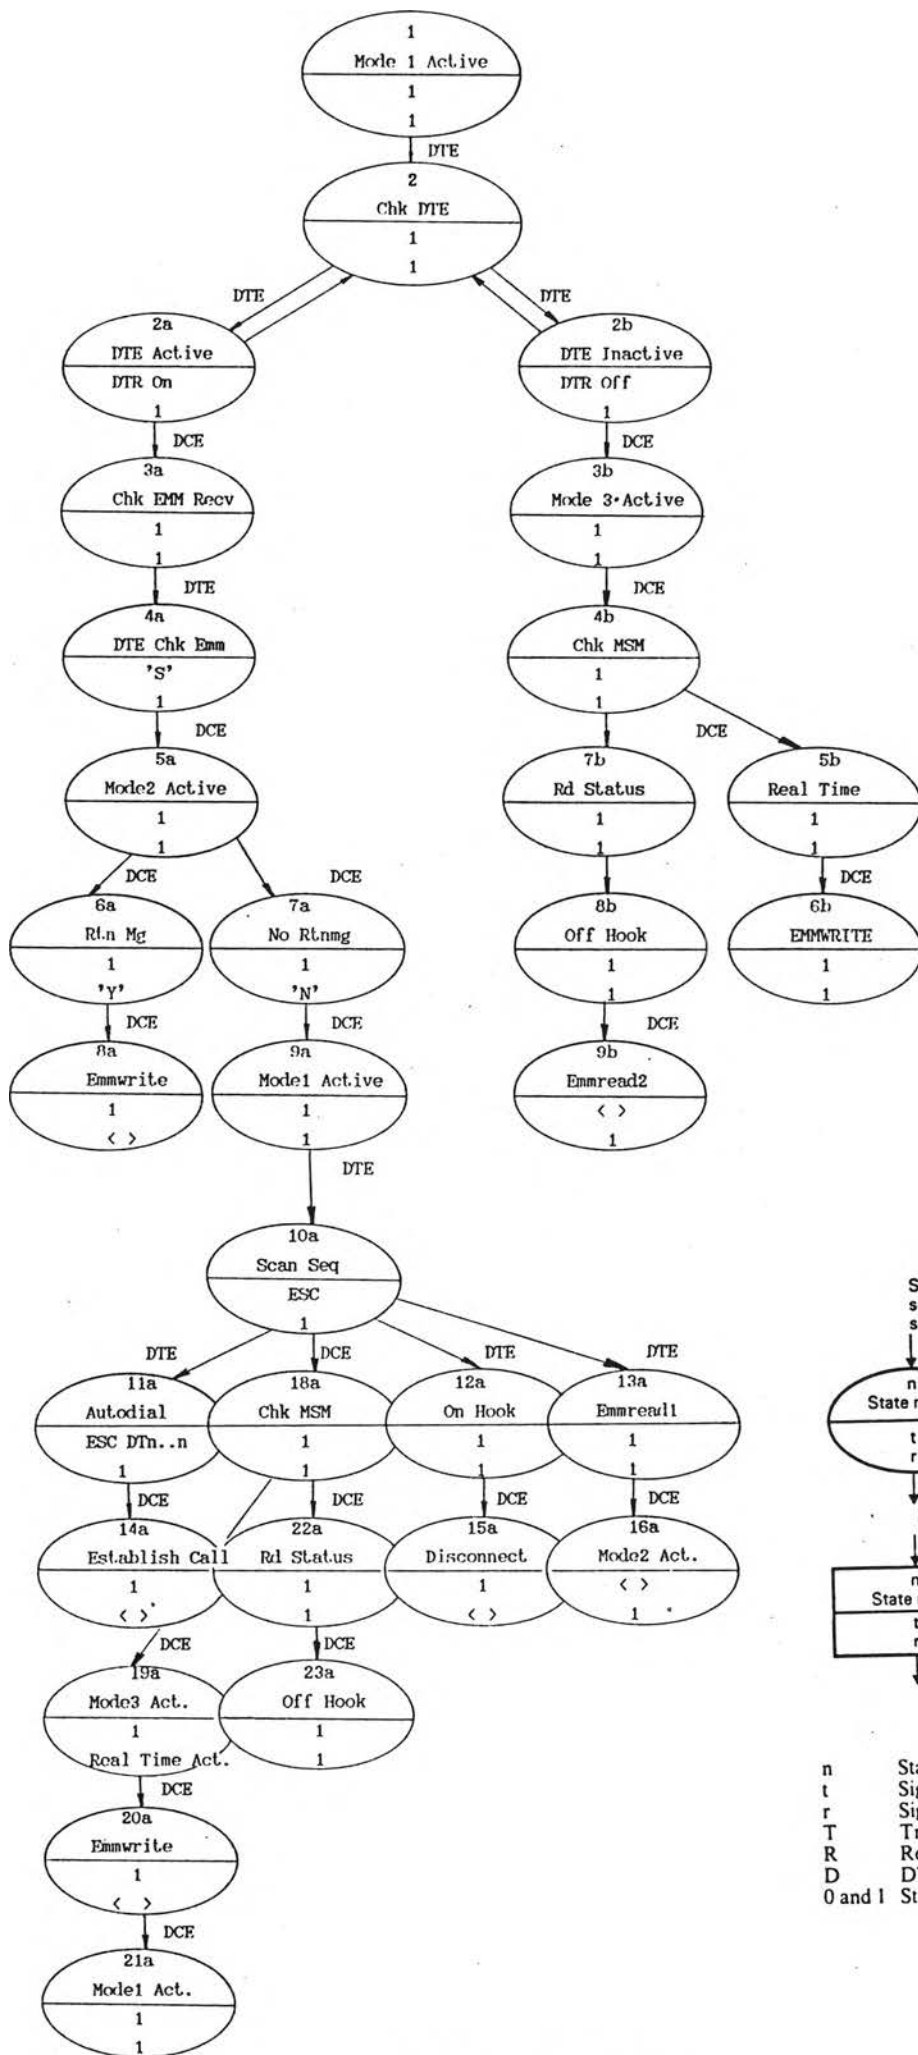 1
Mode 1 Active
1
1
DTE
2
Chk DTE
1
1
DTE
DTE
2a
DTE Active
DTR On
1
2b
DTE Inactive
DTR Off
1
DCE
DCE
3a
Chk EMM Recv
1
1
3b
Mode 3 Active
1
1
DTE
DCE
4a
DTE Chk Emm
'S'
1
4b
Chk MSM
1
1
DCE
DCE
5a
Mode2 Active
1
1
7b
Rd Status
1
1
5b
Real Time
1
1
DCE
DCE
DCE
6a
Rtn Mg
1
'Y'
7a
No Rtnmg
1
'N'
8b
Off Hook
1
1
6b
EMMWRITE
1
1
DCE
DCE
DCE
8a
Emmwrite
1
< >
9a
Mode1 Active
1
1
9b
Emmread2
< >
1
DTE
10a
Scan Seq
ESC
1
DTE
DCE
DTE
DTE
11a
Autodial
ESC DTn..n
1
18a
Chk MSM
1
1
12a
On Hook
1
1
13a
Emmread1
1
1
DCE
DCE
DCE
DCE
14a
Establish Call
1
< >
22a
Rd Status
1
1
15a
Disconnect
1
< >
16a
Mode2 Act.
< >
1
DCE
DCE
19a
Mode3 Act.
1
Real Time Act.
23a
Off Hook
1
1
DCE
20a
Emmwrite
1
< >
DCE
21a
Mode1 Act.
1
1
n
State
t
r
n
State
t
n
t
r
T
R
D
0 and 1